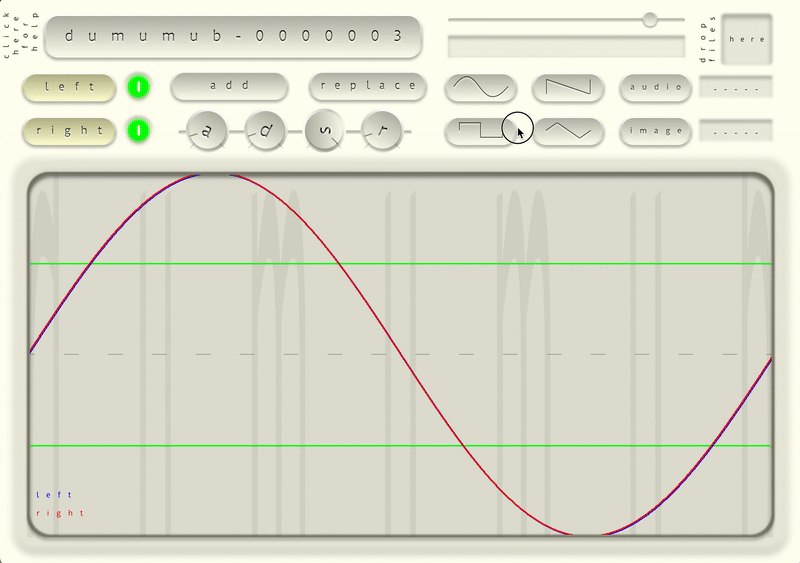 click
here
for
help
dumumub-0000003
drop
files
here
left
add
replace
audio
-----
right
a
d
s
r
image
-----
left
right